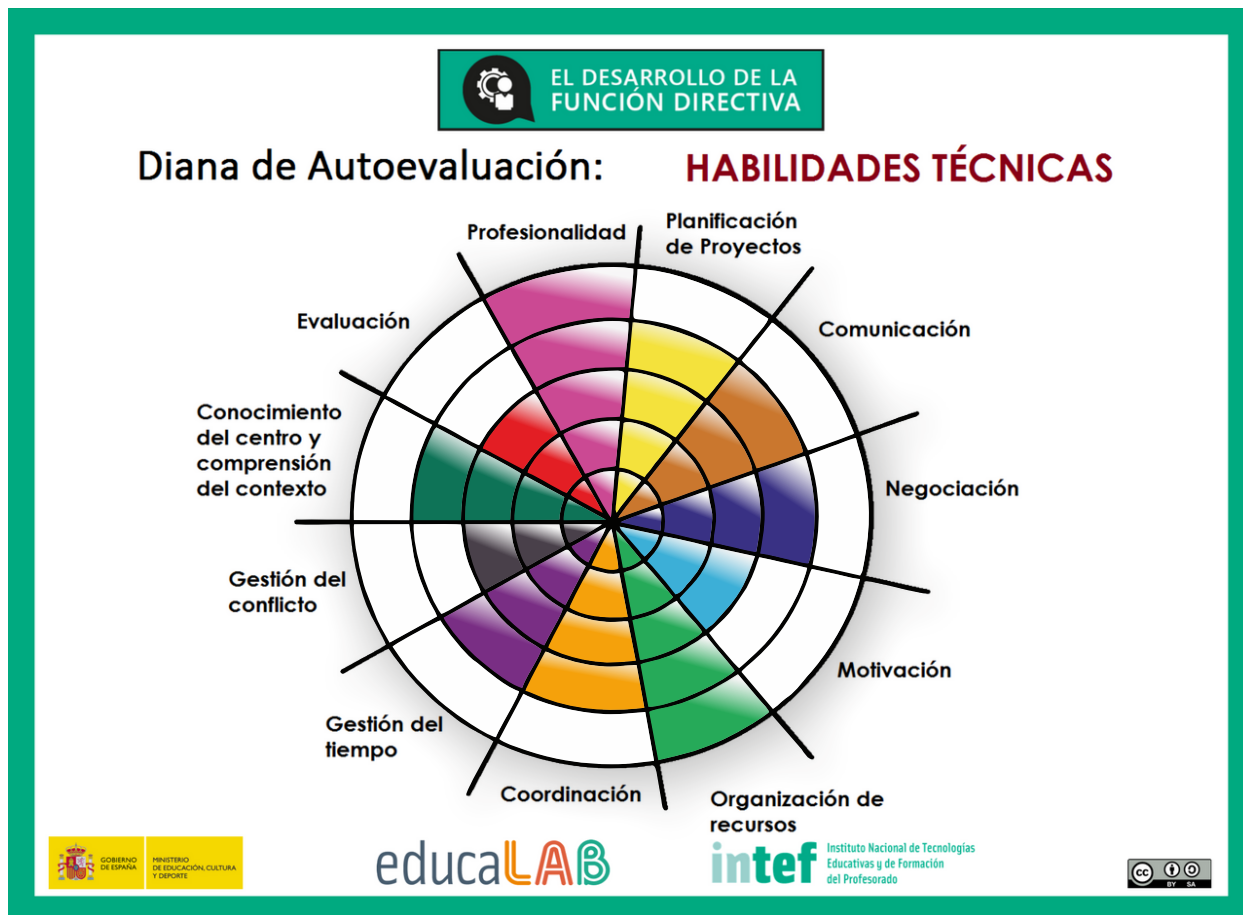 EL DESARROLLO DE LA
FUNCIÓN DIRECTIVA
Diana de Autoevaluación: HABILIDADES TÉCNICAS
Profesionalidad
Planificación
de Proyectos
Evaluación
Comunicación
Conocimiento
del centro y
comprensión
del contexto
Negociación
Gestión del
conflicto
Motivación
Gestión del
tiempo
Coordinación
Organización de
recursos
GOBIERNO
DE ESPAÑA
MINISTERIO
DE EDUCACIÓN, CULTURA
Y DEPORTE
educaLAB
intef
Instituto Nacional de Tecnologías
Educativas y de Formación
del Profesorado
cc
BY SA